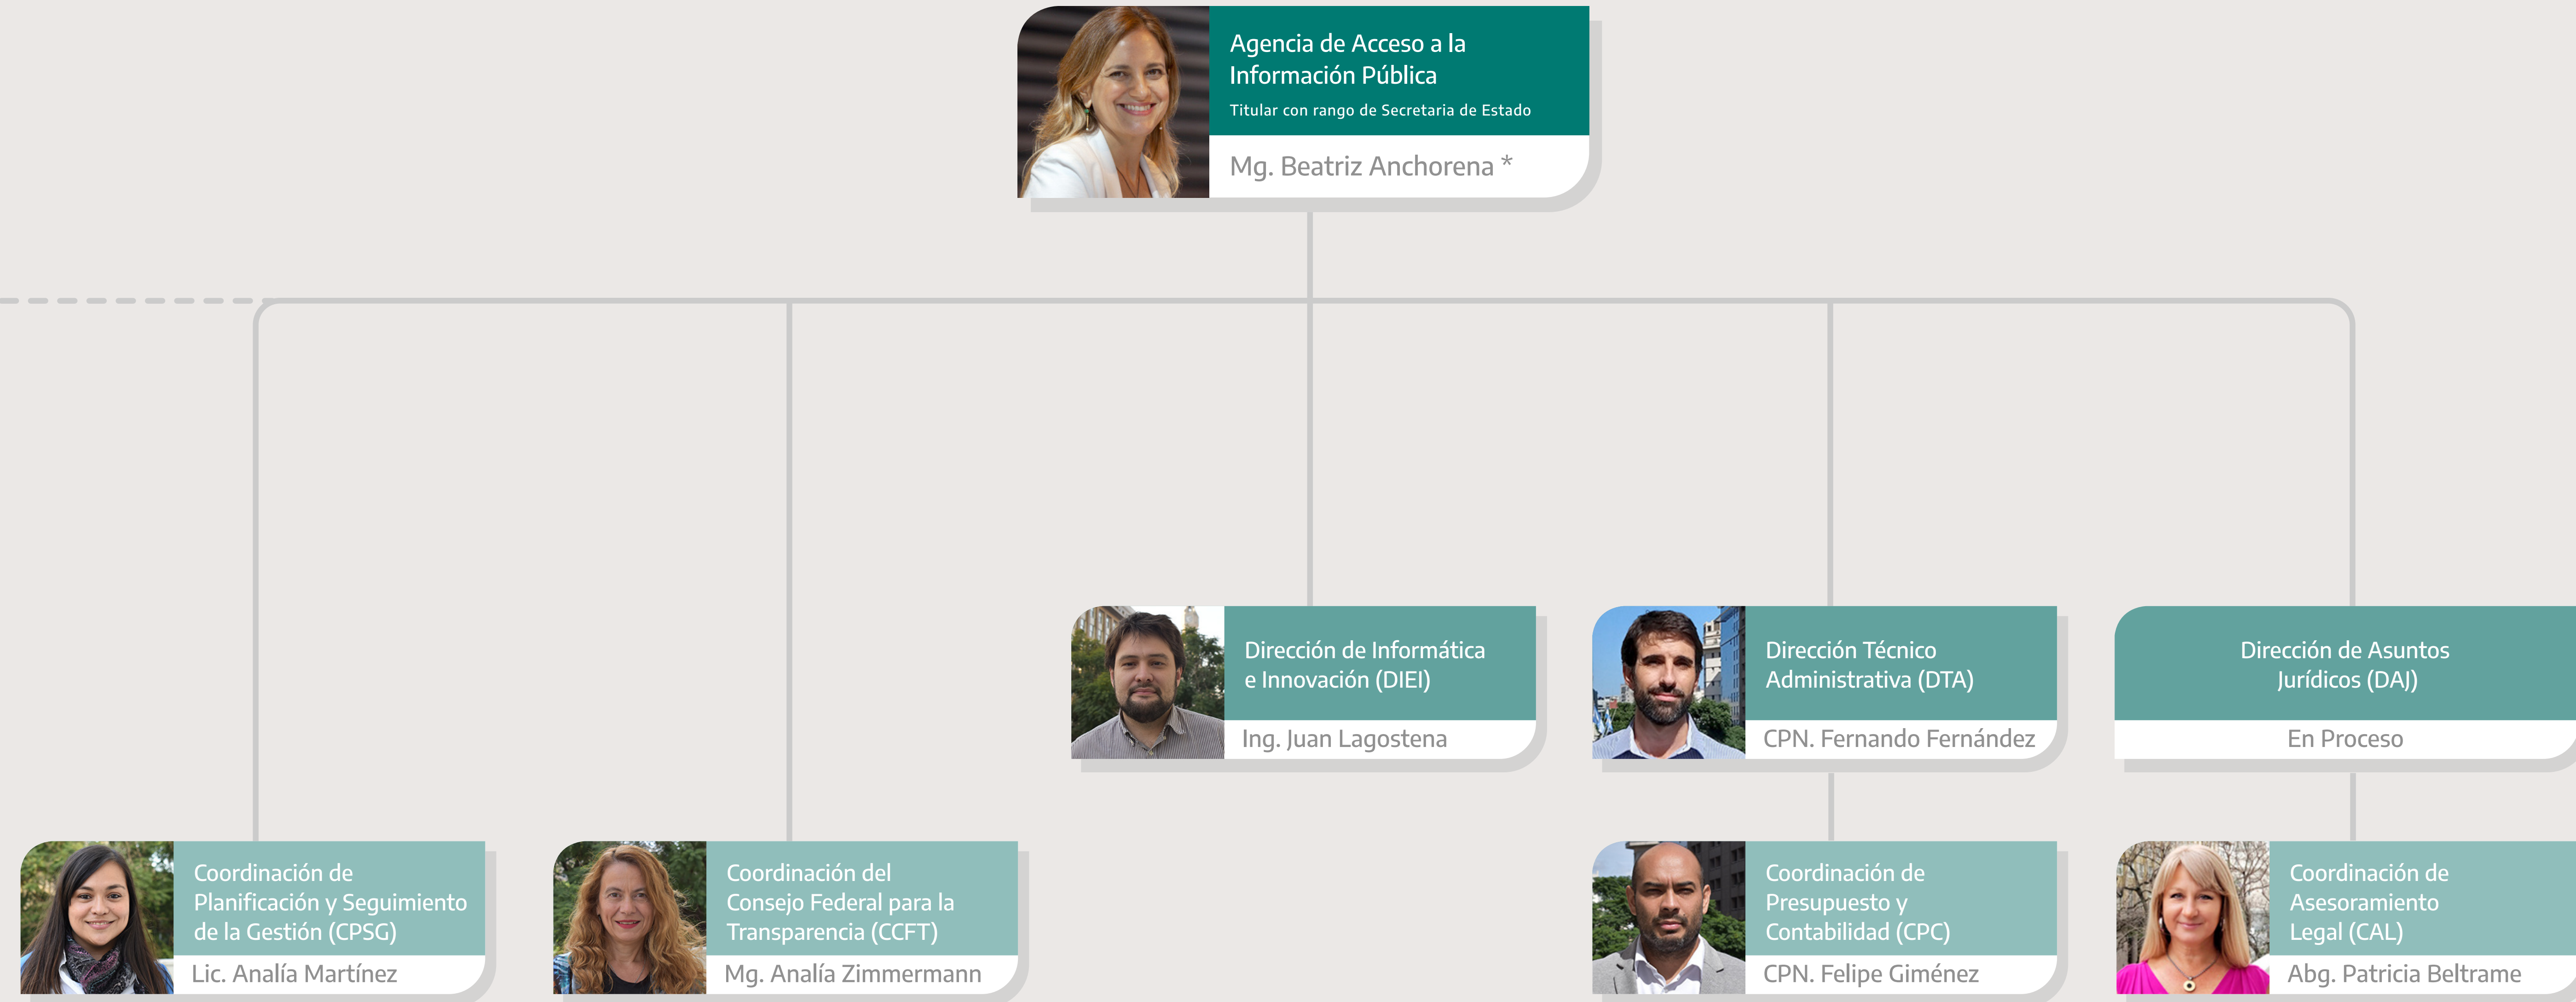 Agencia de Acceso a la
Información Pública
Titular con rango de Secretaria de Estado
Mg. Beatriz Anchorena *
Dirección de Informática
e Innovación (DIEI)
Ing. Juan Lagostena
Dirección Técnico
Administrativa (DTA)
CPN. Fernando Fernández
Dirección de Asuntos
Jurídicos (DAJ)
En Proceso
Coordinación de
Planificación y Seguimiento
de la Gestión (CPSG)
Lic. Analía Martínez
Coordinación del
Consejo Federal para la
Transparencia (CCFT)
Mg. Analía Zimmermann
Coordinación de
Presupuesto y
Contabilidad (CPC)
CPN. Felipe Giménez
Coordinación de
Asesoramiento
Legal (CAL)
Abg. Patricia Beltrame